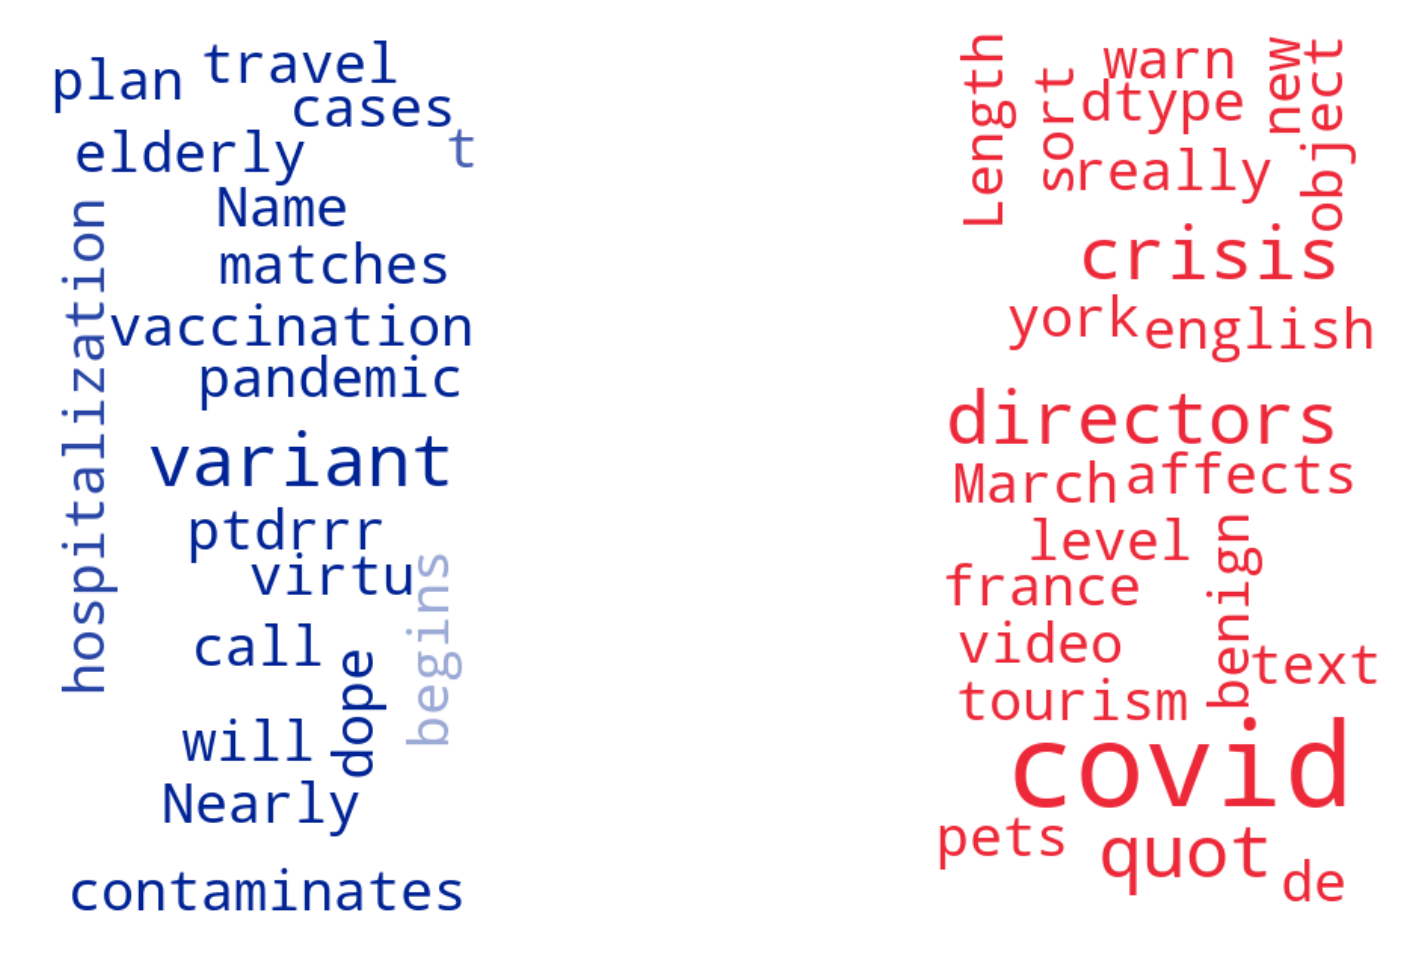 plan
travel
cases
elderly
t
Name
matches
hospitalization
vaccination
pandemic
variant
ptdrrr
virtu
begins
call
dope
will
Nearly
contaminates
Length
sort
warn
dtype
new
object
really
crisis
york
english
directors
March
affects
level
france
benign
video
text
tourism
covid
pets
quot
de